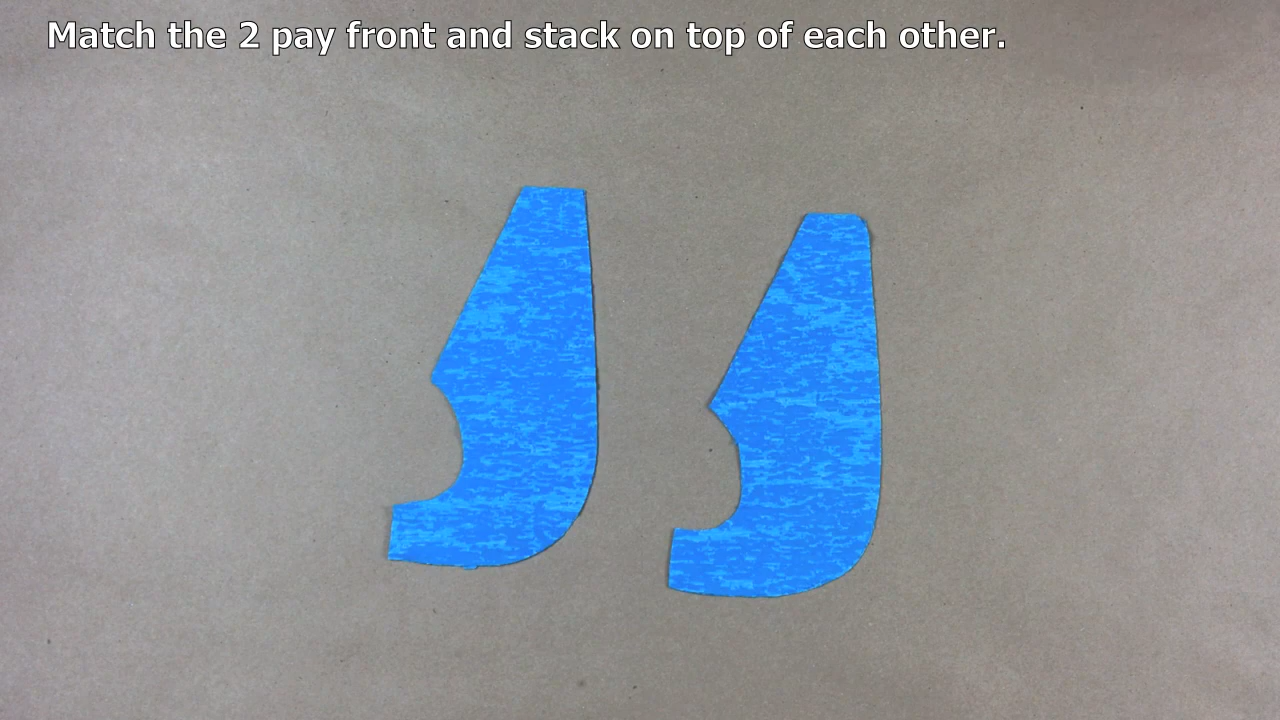 Match the 2 pay front and stack on top of each other.